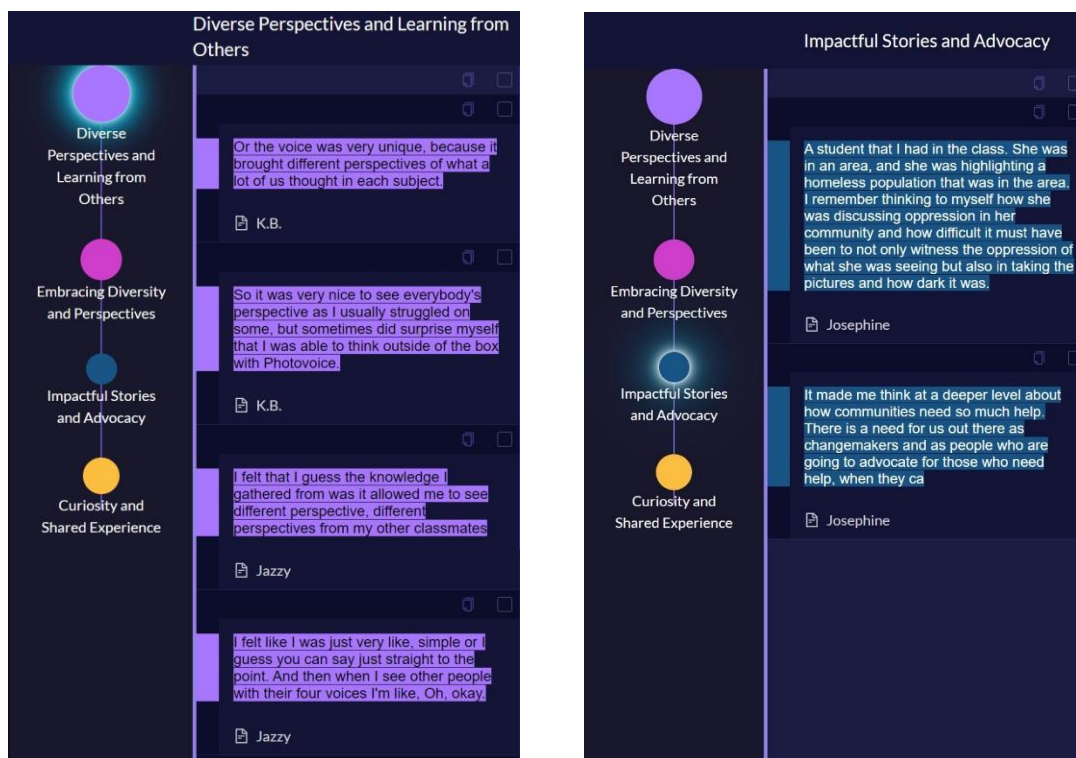 Diverse Perspectives and Learning from
Others
Diverse
Perspectives and
Learning from
Others
Embracing Diversity
and Perspectives
Impactful Stories
and Advocacy
Curiosity and
Shared Experience
Or the voice was very unique, because it
brought different perspectives of what a
lot of us thought in each subject.
K.B.
So it was very nice to see everybody's
perspective as I usually struggled on
some, but sometimes did surprise myself
that I was able to think outside of the box
with Photovoice.
K.B.
I felt that I guess the knowledge I
gathered from was it allowed me to see
different perspective, different
perspectives from my other classmates
Jazzy
I felt like I was just very like, simple or I
guess you can say just straight to the
point. And then when I see other people
with their four voices I'm like, Oh, okay.
Jazzy
Impactful Stories and Advocacy
Diverse
Perspectives and
Learning from
Others
Embracing Diversity
and Perspectives
Impactful Stories
and Advocacy
Curiosity and
Shared Experience
A student that I had in the class. She was
in an area, and she was highlighting a
homeless population that was in the area.
I remember thinking to myself how she
was discussing oppression in her
community and how difficult it must have
been to not only witness the oppression of
what she was seeing but also in taking the
pictures and how dark it was.
Josephine
It made me think at a deeper level about
how communities need so much help.
There is a need for us out there as
changemakers and as people who are
going to advocate for those who need
help, when they ca
Josephine